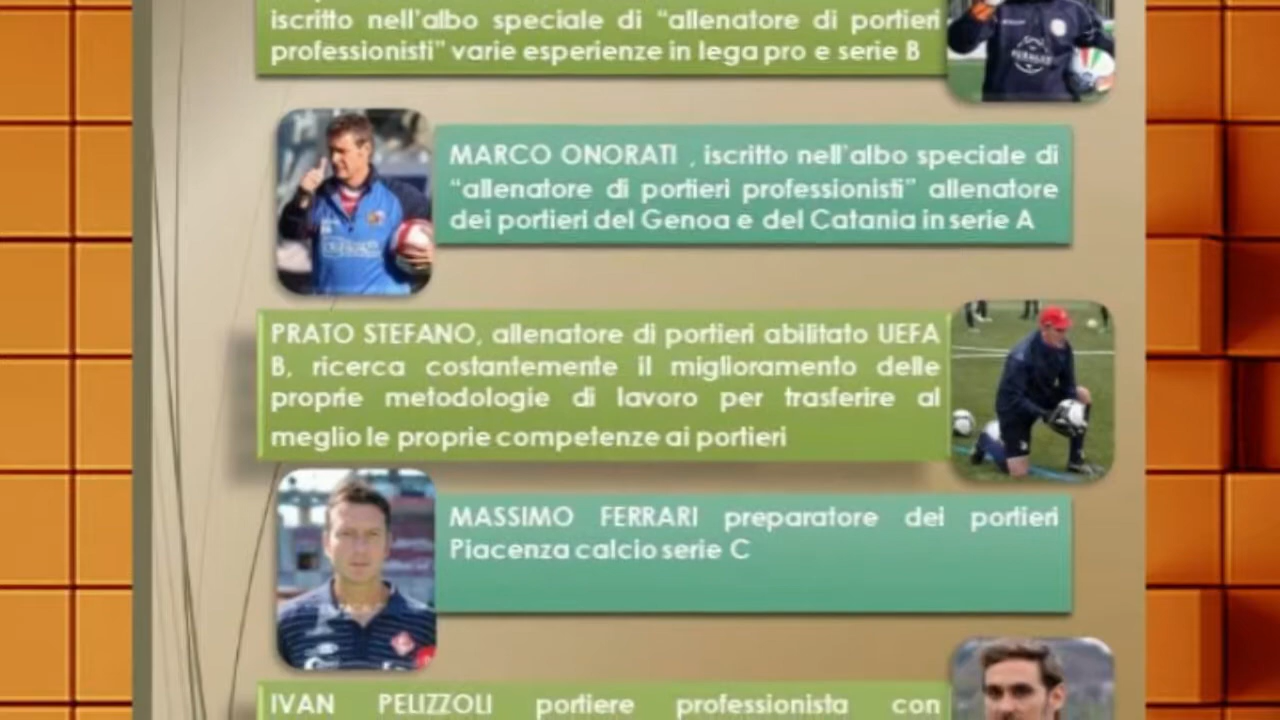 iscritto nell'albo speciale di "allenatore di portieri
professionisti" varie esperienze in lega pro e serie B
MARCO ONORATI , iscritto nell'albo speciale di
"allenatore di portieri professionisti" allenatore
dei portieri del Genoa e del Catania in serie A
PRATO STEFANO, allenatore di portieri abilitato UEFA
B, ricerca costantemente il miglioramento delle
proprie metodologie di lavoro per trasferire al
meglio le proprie competenze ai portieri
MASSIMO FERRARI preparatore dei portieri
Piacenza calcio serie C
IVAN PELIZZOLI portiere professionista con